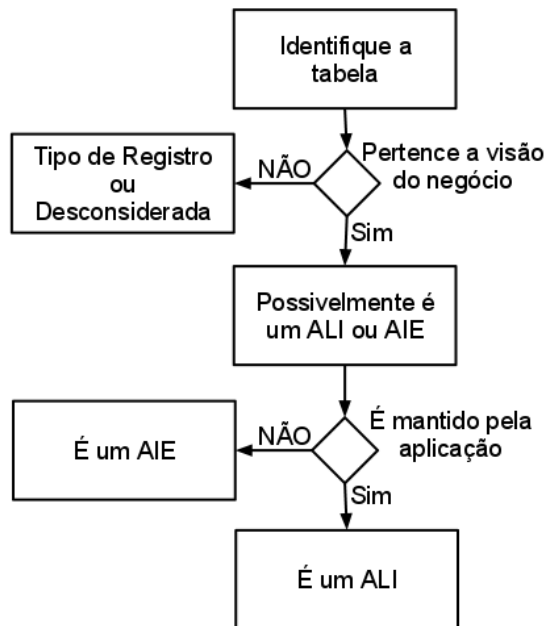 Identifique a
tabela
Pertence a visão
do negócio
NÃO
Tipo de Registro
ou
Desconsiderada
Sim
Possivelmente é
um ALI ou AIE
É mantido pela
aplicação
NÃO
É um AIE
Sim
É um ALI